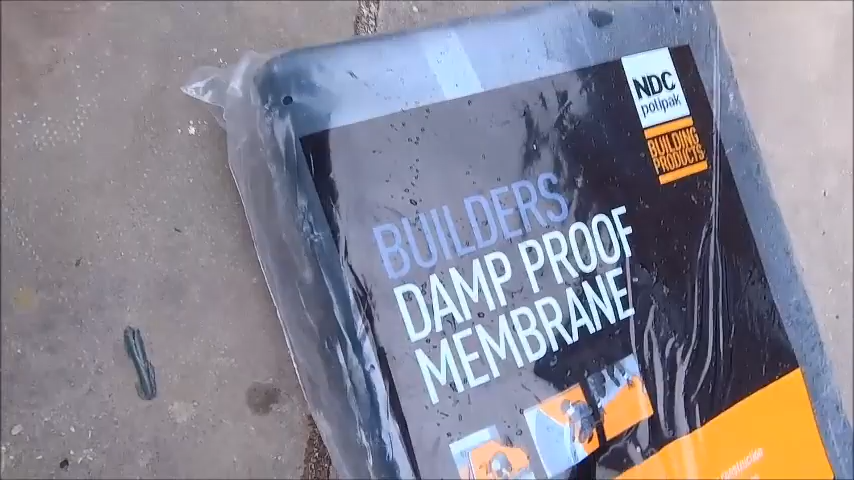 NDC
polipak
BUILDING
PRODUCTS
BUILDERS
DAMP PROOF
MEMBRANE